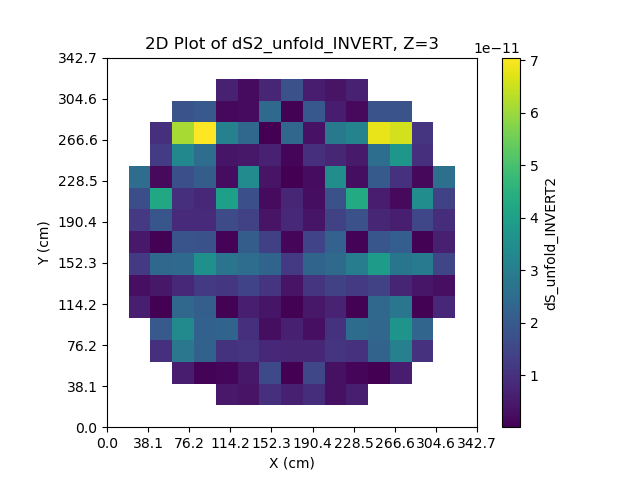 2D Plot of dS2_unfold_INVERT, Z=3
1e−11
342.7
304.6
266.6
228.5
190.4
152.3
114.2
76.2
38.1
0.0
Y (cm)
0.0 38.1 76.2 114.2 152.3 190.4 228.5 266.6 304.6 342.7
X (cm)
7
6
5
4
3
2
1
dS_unfold_INVERT2